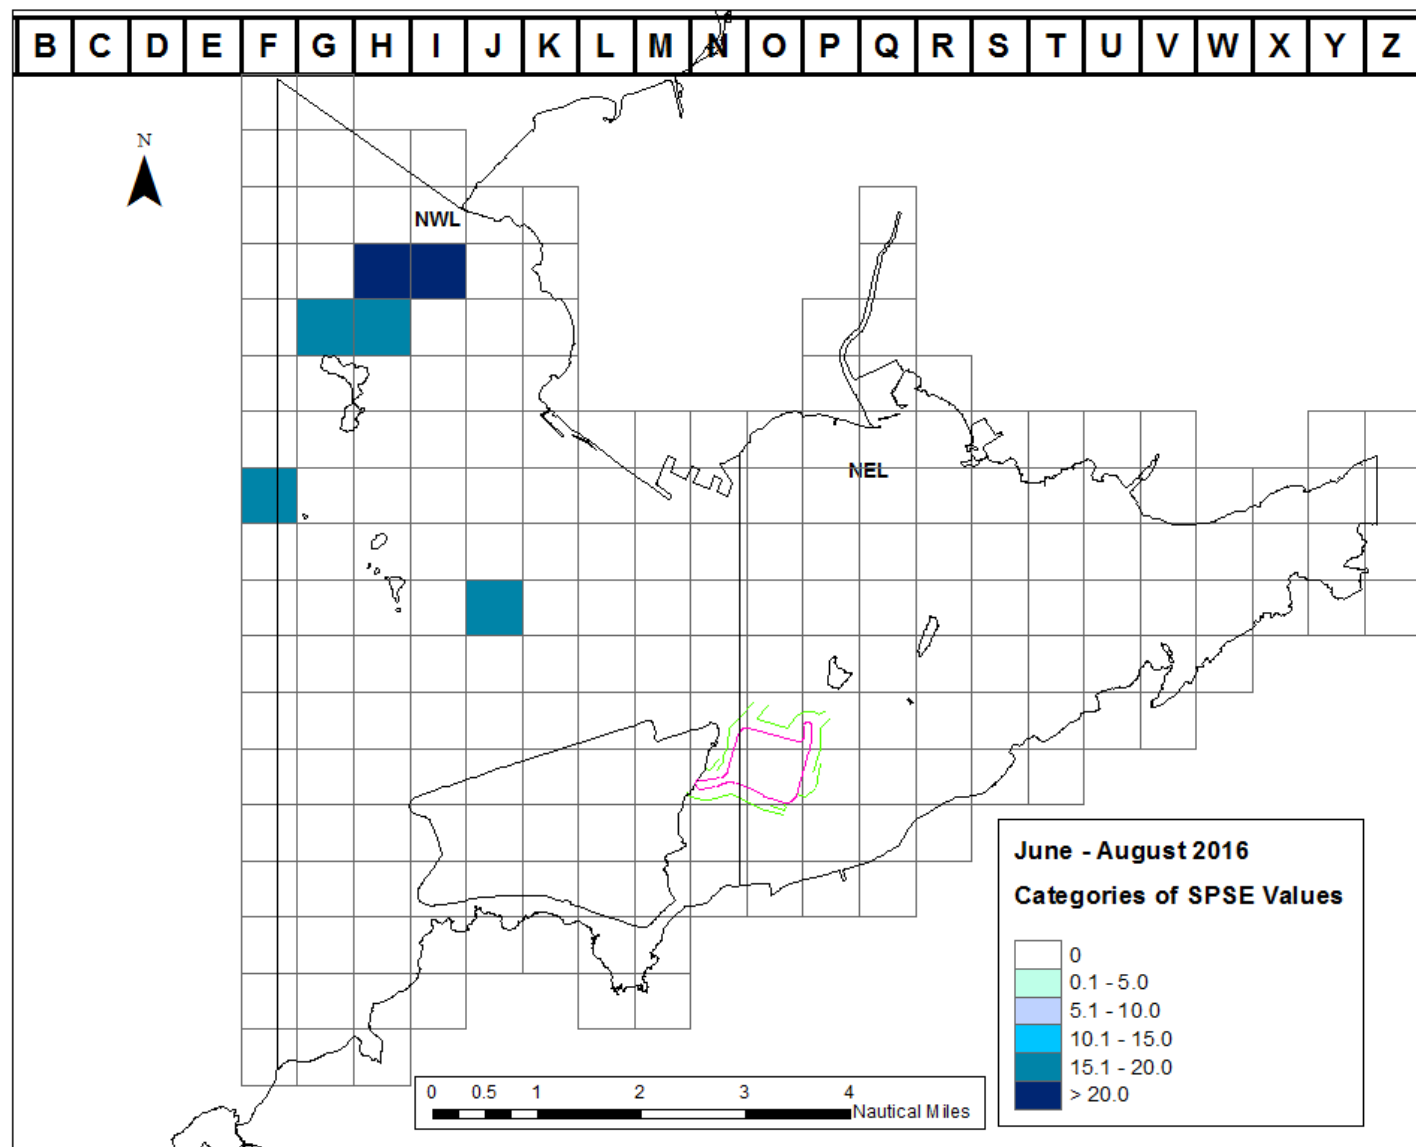 B C D E F G H I J K L M N O P Q R S T U V W X Y Z
N
NWL
NEL
June - August 2016
Categories of SPSE Values
0
0.1 - 5.0
5.1 - 10.0
10.1 - 15.0
15.1 - 20.0
> 20.0
0 0.5 1 2 3 4
Nautical Miles